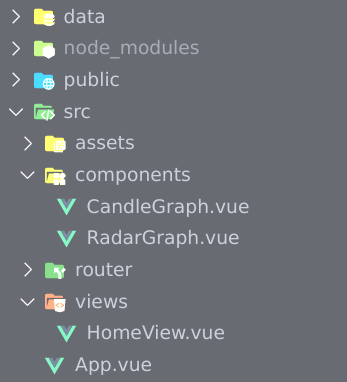 data
node_modules
public
src
assets
components
CandleGraph.vue
RadarGraph.vue
router
views
HomeView.vue
App.vue